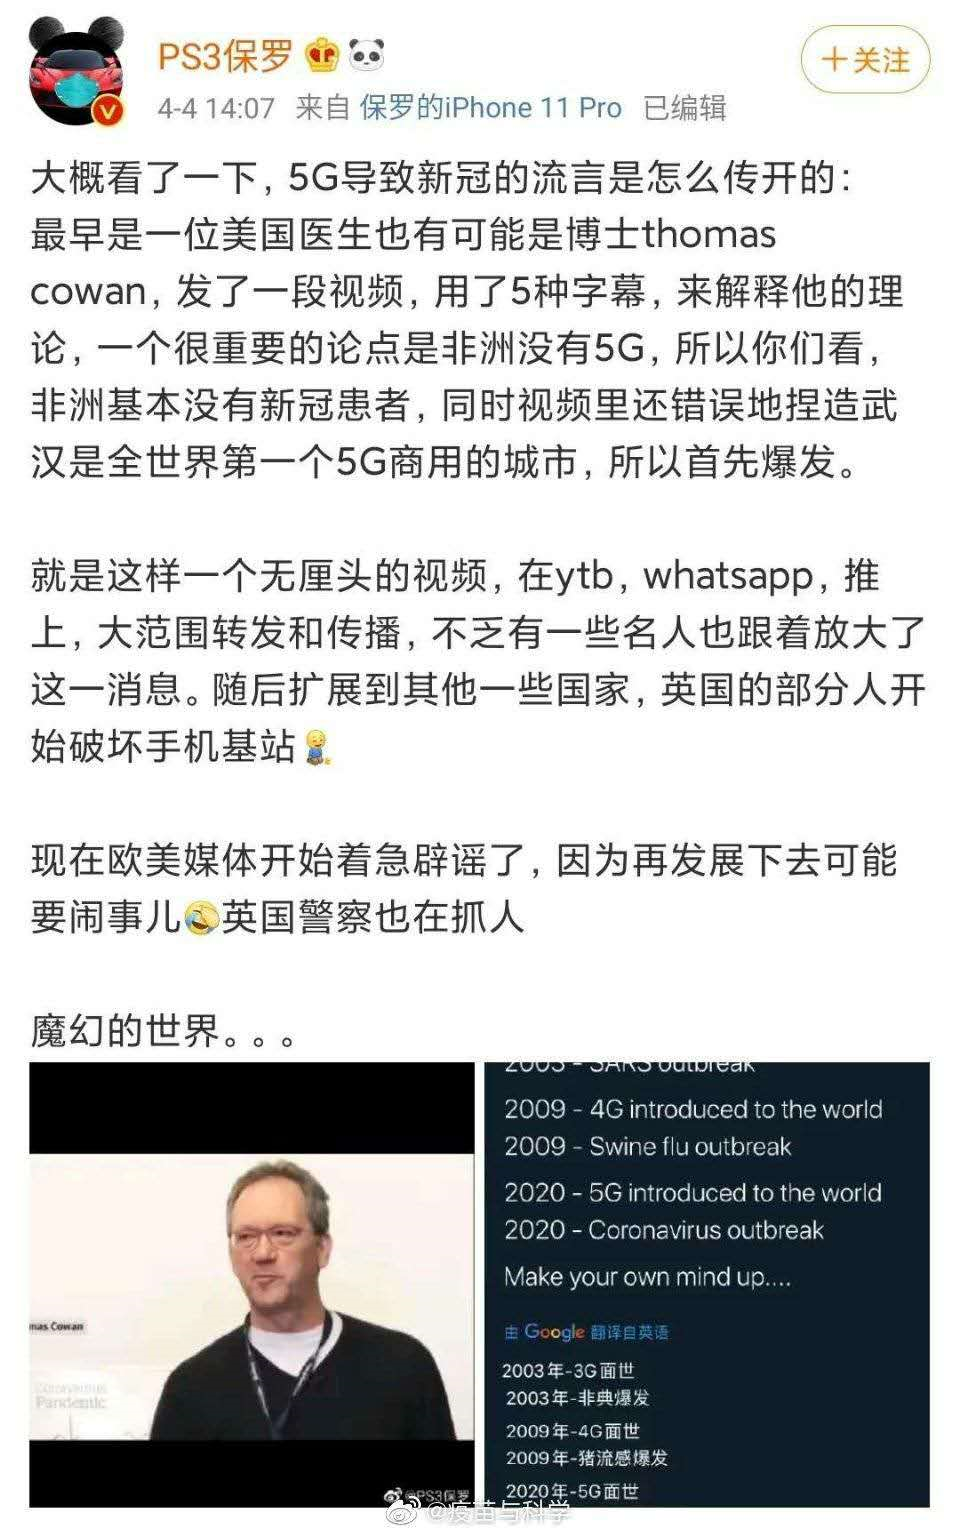 PS3保罗
+关注
4-4 14:07 来自 保罗的iPhone 11 Pro 已编辑
大概看了一下，5G导致新冠的流言是怎么传开的：
最早是一位美国医生也有可能是博士thomas
cowan，发了一段视频，用了5种字幕，来解释他的理
论，一个很重要的论点是非洲没有5G，所以你们看，
非洲基本没有新冠患者，同时视频里还错误地捏造武
汉是全世界第一个5G商用的城市，所以首先爆发。
就是这样一个无厘头的视频，在ytb，whatsapp，推
上，大范围转发和传播，不乏有一些名人也跟着放大了
这一消息。随后扩展到其他一些国家，英国的部分人开
始破坏手机基站
现在欧美媒体开始着急辟谣了，因为再发展下去可能
要闹事儿🤣英国警察也在抓人
魔幻的世界。。。
mas Cowan
Coronavirus
Pandemic
@PS3保罗
2003 - SARS outbreak
2009 - 4G introduced to the world
2009 - Swine flu outbreak
2020 - 5G introduced to the world
2020 - Coronavirus outbreak
Make your own mind up....
由 Google 翻译自英语
2003年-3G面世
2003年-非典爆发
2009年-4G面世
2009年-猪流感爆发
2020年-5G面世
@疫苗与科学